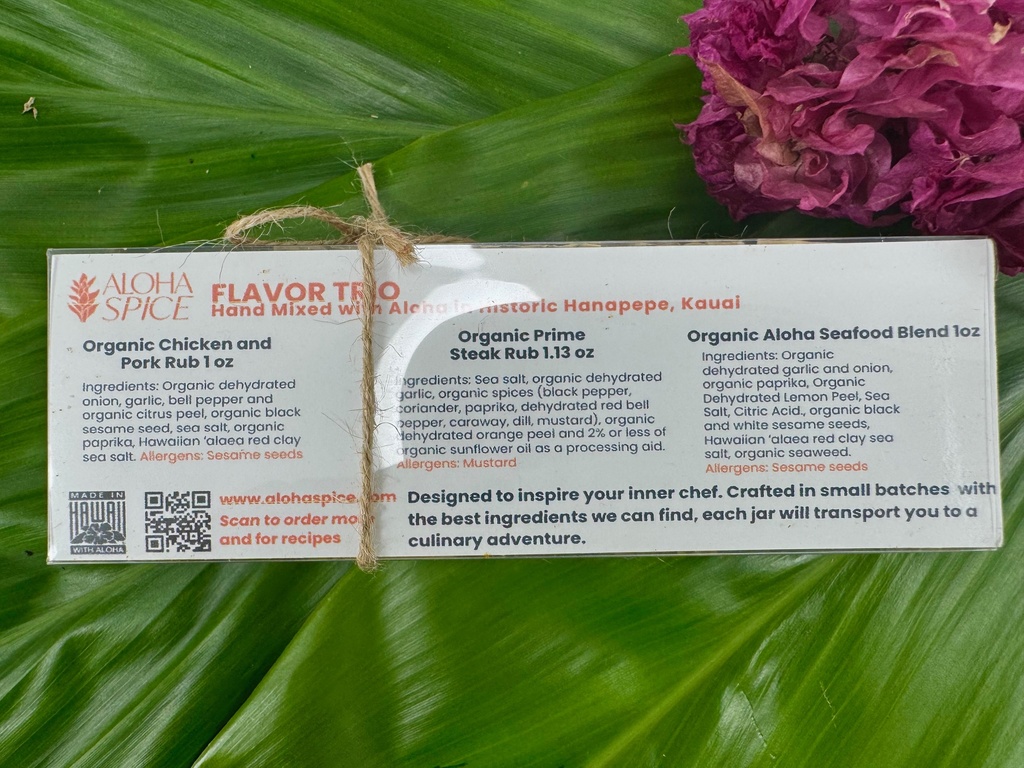 ALOHA
SPICE
FLAVOR TRIO
Hand Mixed with Aloha in Historic Hanapepe, Kauai
Organic Chicken and
Pork Rub 1 oz
Ingredients: Organic dehydrated
onion, garlic, bell pepper and
organic citrus peel, organic black
sesame seed, sea salt, organic
paprika, Hawaiian 'alaea red clay
sea salt. Allergens: Sesame seeds
Organic Prime
Steak Rub 1.13 oz
Ingredients: Sea salt, organic dehydrated
garlic, organic spices (black pepper,
coriander, paprika, dehydrated red bell
pepper, caraway, dill, mustard), organic
dehydrated orange peel and 2% or less of
organic sunflower oil as a processing aid.
Allergens: Mustard
Organic Aloha Seafood Blend 1oz
Ingredients: Organic
dehydrated garlic and onion,
organic paprika, Organic
Dehydrated Lemon Peel, Sea
Salt, Citric Acid., organic black
and white sesame seeds,
Hawaiian 'alaea red clay sea
salt, organic seaweed.
Allergens: Sesame seeds
MADE IN
HAWAII
WITH ALOHA
www.alohaspice.com
Scan to order more
and for recipes
Designed to inspire your inner chef. Crafted in small batches with
the best ingredients we can find, each jar will transport you to a
culinary adventure.